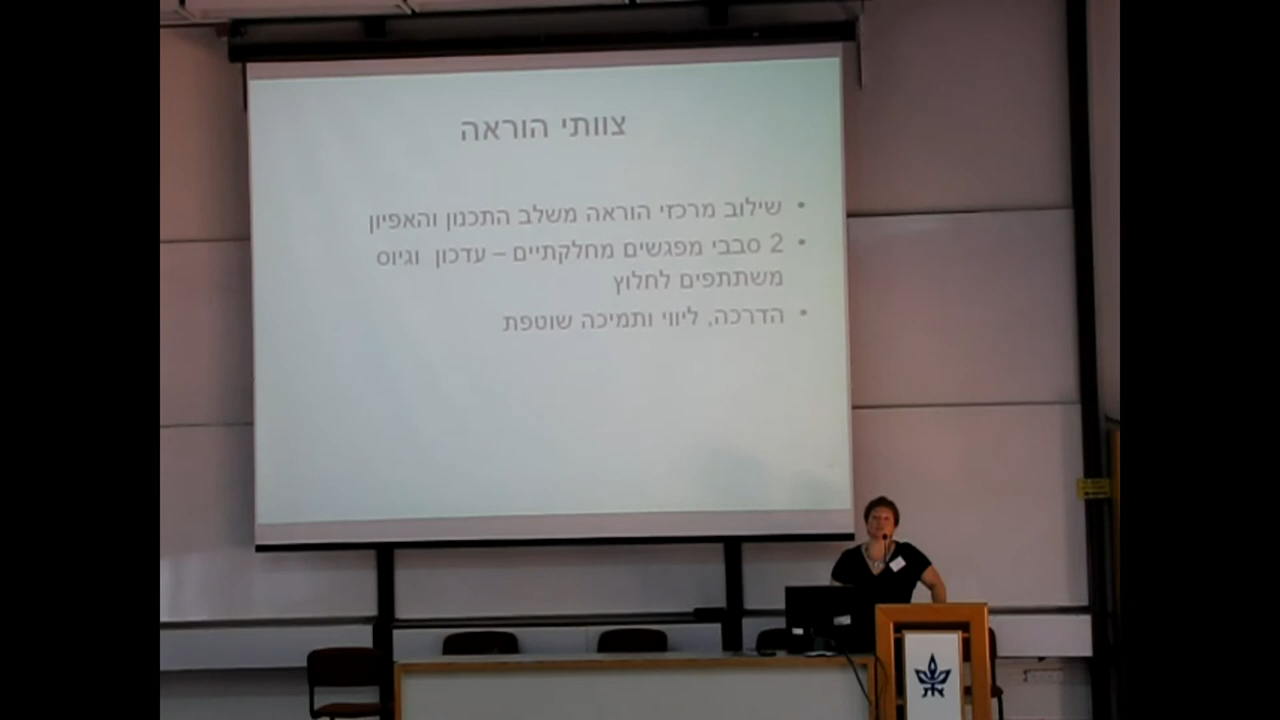 צוותי הוראה
• שילוב מרכזי הוראה משלב התכנון והאפיון
• 2 סבבי מפגשים מחלקתיים – עדכון וגיוס
משתתפים לחלוץ
• הדרכה, ליווי ותמיכה שוטפת